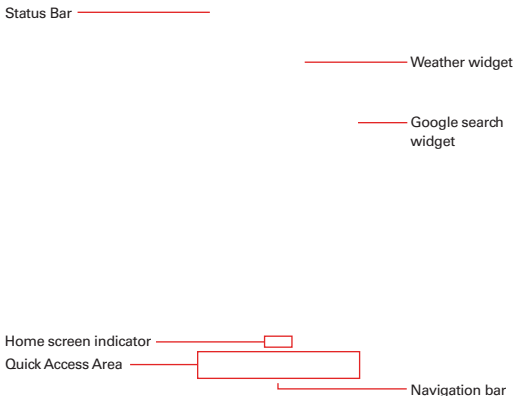 Status Bar
Weather widget
Google search
widget
Home screen indicator
Quick Access Area
Navigation bar